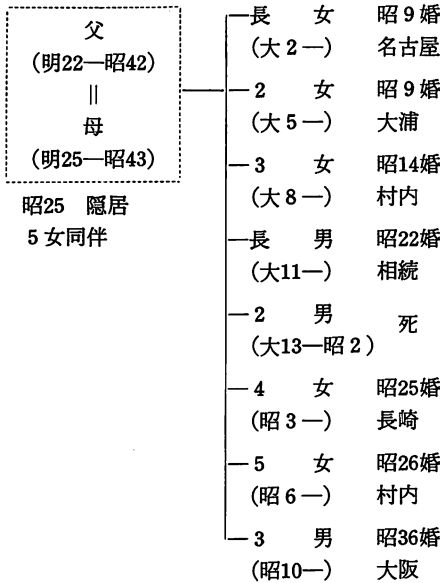 父
(明22—昭42)
||
母
(明25—昭43)
昭25 隠居
5女同伴
長 女 昭9婚
(大2—) 名古屋
2 女 昭9婚
(大5—) 大浦
3 女 昭14婚
(大8—) 村内
長 男 昭22婚
(大11—) 相続
2 男 死
(大13—昭2)
4 女 昭25婚
(昭3—) 長崎
5 女 昭26婚
(昭6—) 村内
3 男 昭36婚
(昭10—) 大阪